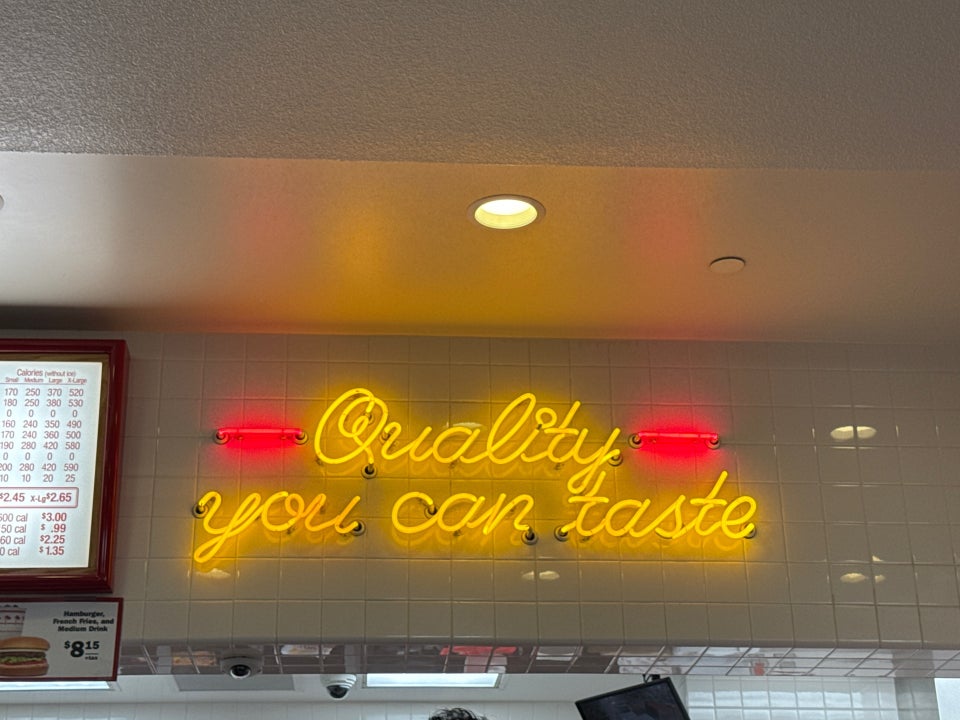 Calories (without ice)
Small Medium Large X-Large
170 250 370 520
180 250 380 530
0 0 0 0
160 240 350 490
170 240 360 500
190 280 420 580
0 0 0 0
200 280 420 590
10 10 20 25
$2.45 X-Lg $2.65
$3.00
$ .99
$2.25
$1.35
Quality
you can taste
Hamburger,
French Fries, and
Medium Drink
$8.15
+tax